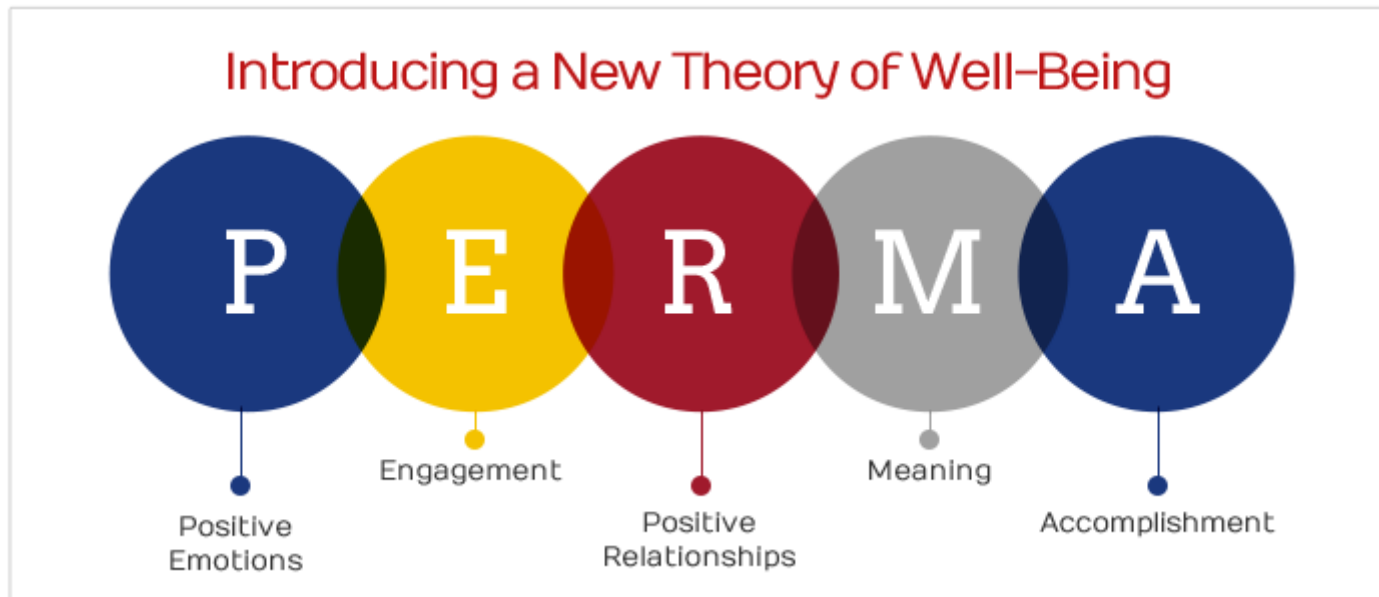 Introducing a New Theory of Well-Being
P E R M A
Engagement
Meaning
Positive
Emotions
Positive
Relationships
Accomplishment